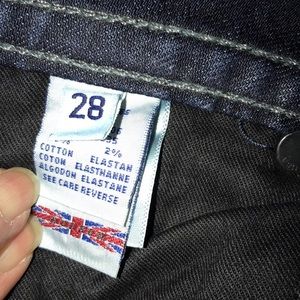 28
2%
COTTON ELASTAN
COTON ELASTHANNE
ALGODON ELASTANE
SEE CARE REVERSE